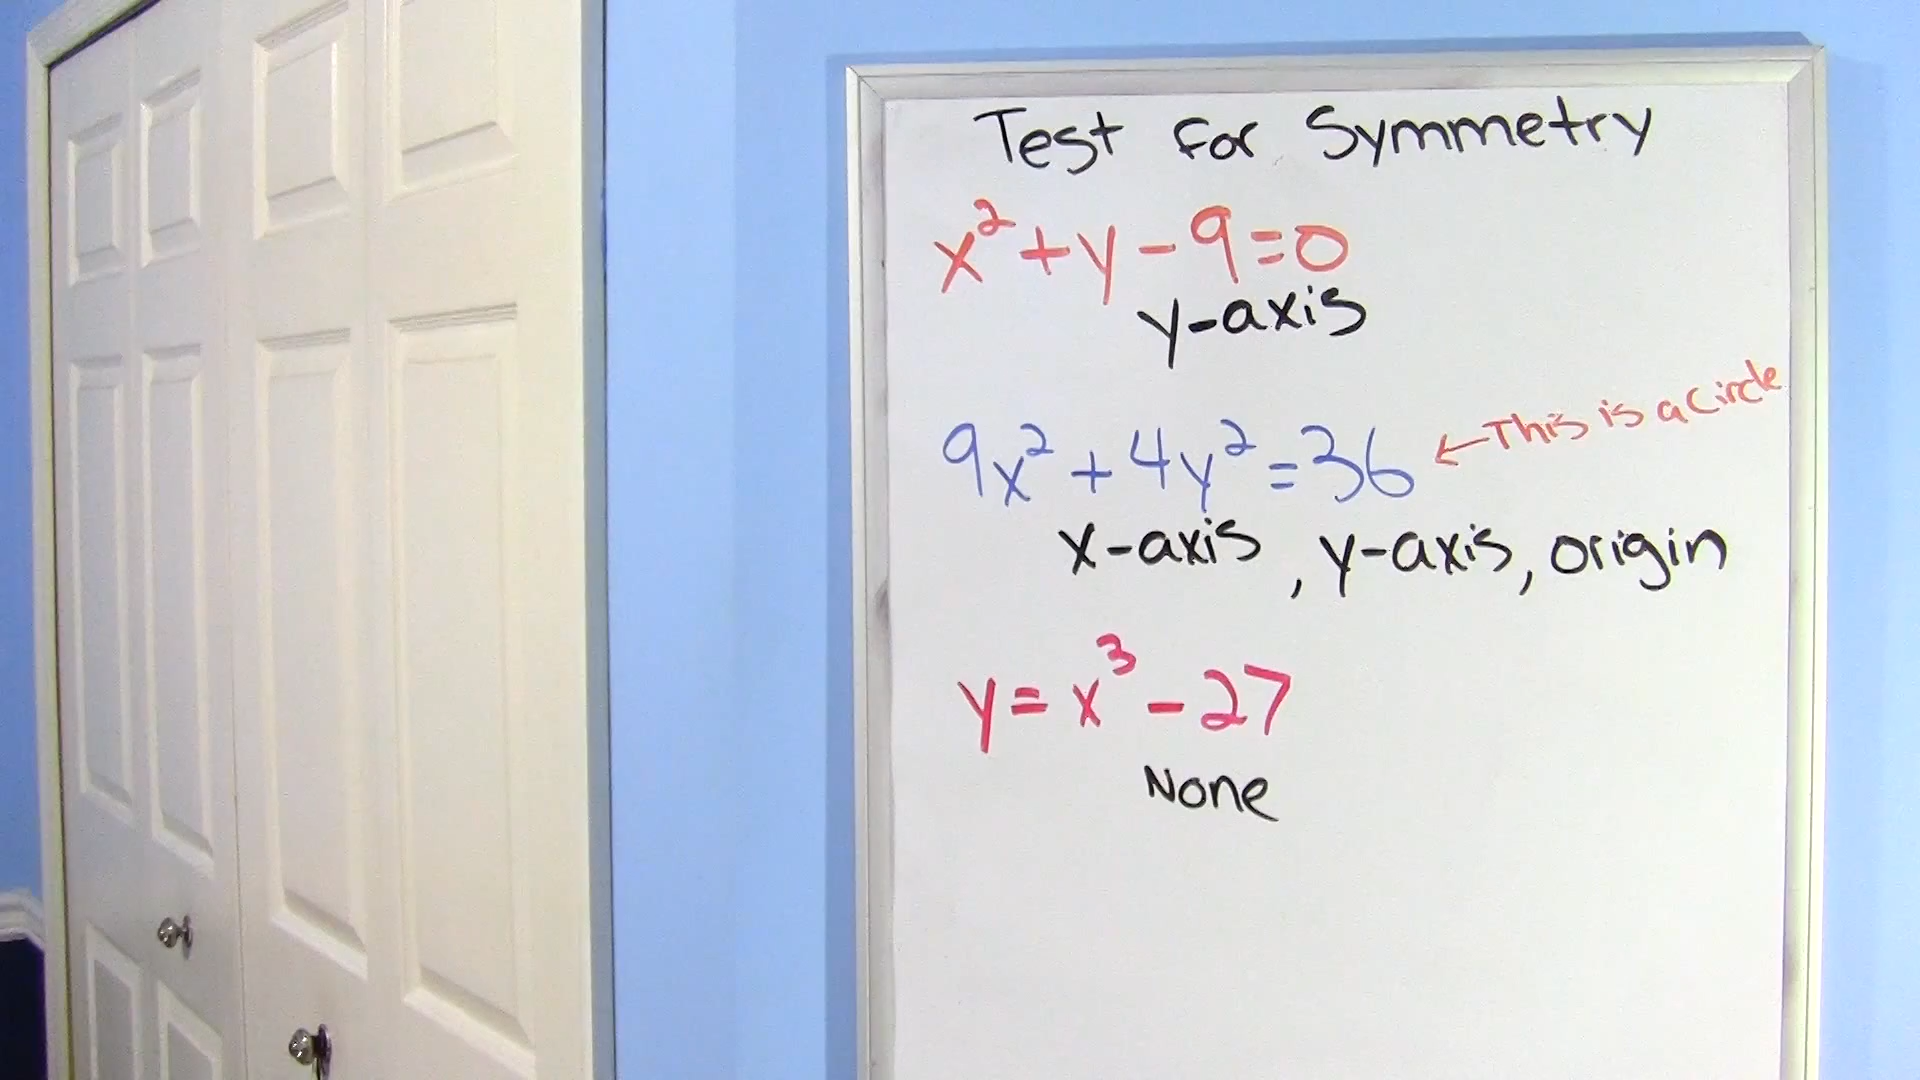 Test for Symmetry
x² + y - 9 = 0
y-axis
9x² + 4y² = 36 ← This is a Circle
x-axis, y-axis, origin
y = x³ - 27
None